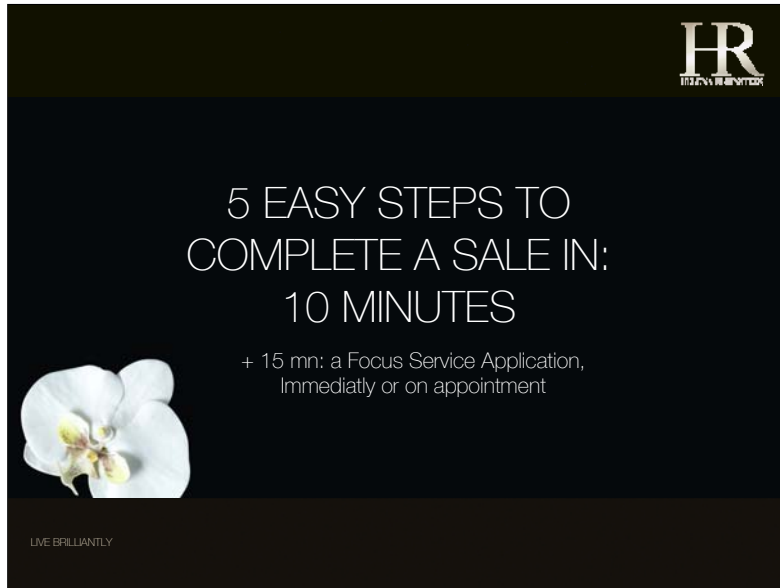 HR
5 EASY STEPS TO
COMPLETE A SALE IN:
10 MINUTES
+ 15 mn: a Focus Service Application,
Immediatly or on appointment
LIVE BRILLIANTLY